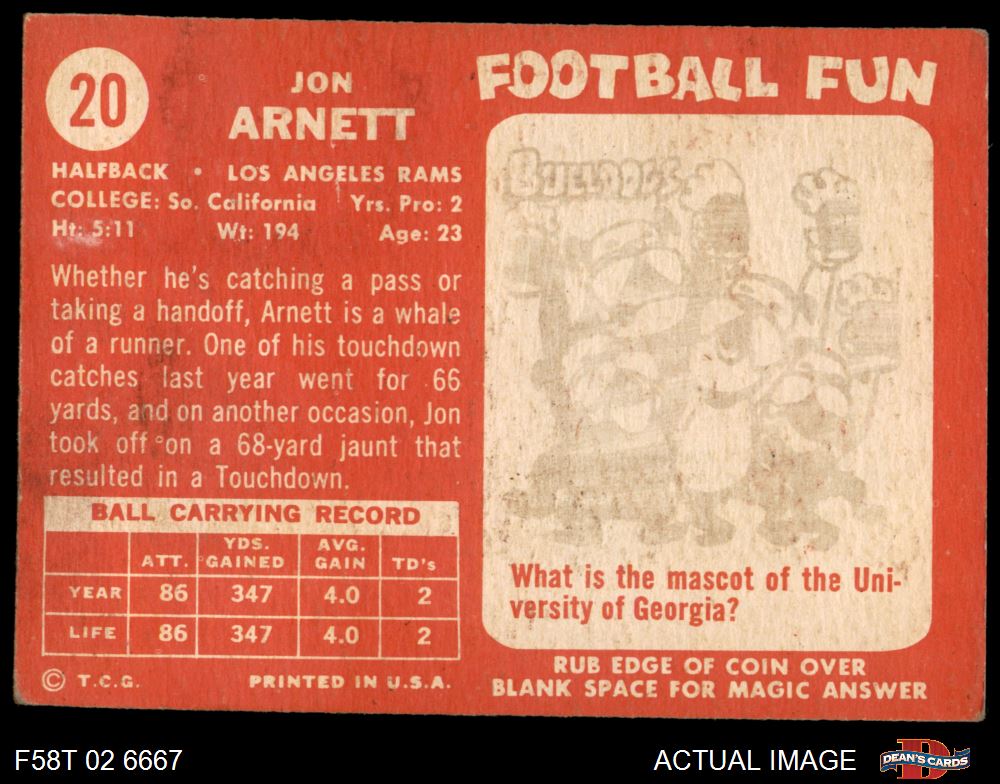 20
JON
ARNETT
HALFBACK • LOS ANGELES RAMS
COLLEGE: So. California Yrs. Pro: 2
Ht: 5:11 Wt: 194 Age: 23
Whether he's catching a pass or
taking a handoff, Arnett is a whale
of a runner. One of his touchdown
catches last year went for 66
yards, and on another occasion, Jon
took off on a 68-yard jaunt that
resulted in a Touchdown.
BALL CARRYING RECORD
ATT. YDS. GAINED AVG. GAIN TD's
YEAR 86 347 4.0 2
LIFE 86 347 4.0 2
© T.C.G. PRINTED IN U.S.A.
FOOTBALL FUN
BULLDOGS
What is the mascot of the Uni-
versity of Georgia?
RUB EDGE OF COIN OVER
BLANK SPACE FOR MAGIC ANSWER
F58T 02 6667
ACTUAL IMAGE
DEAN'S CARDS